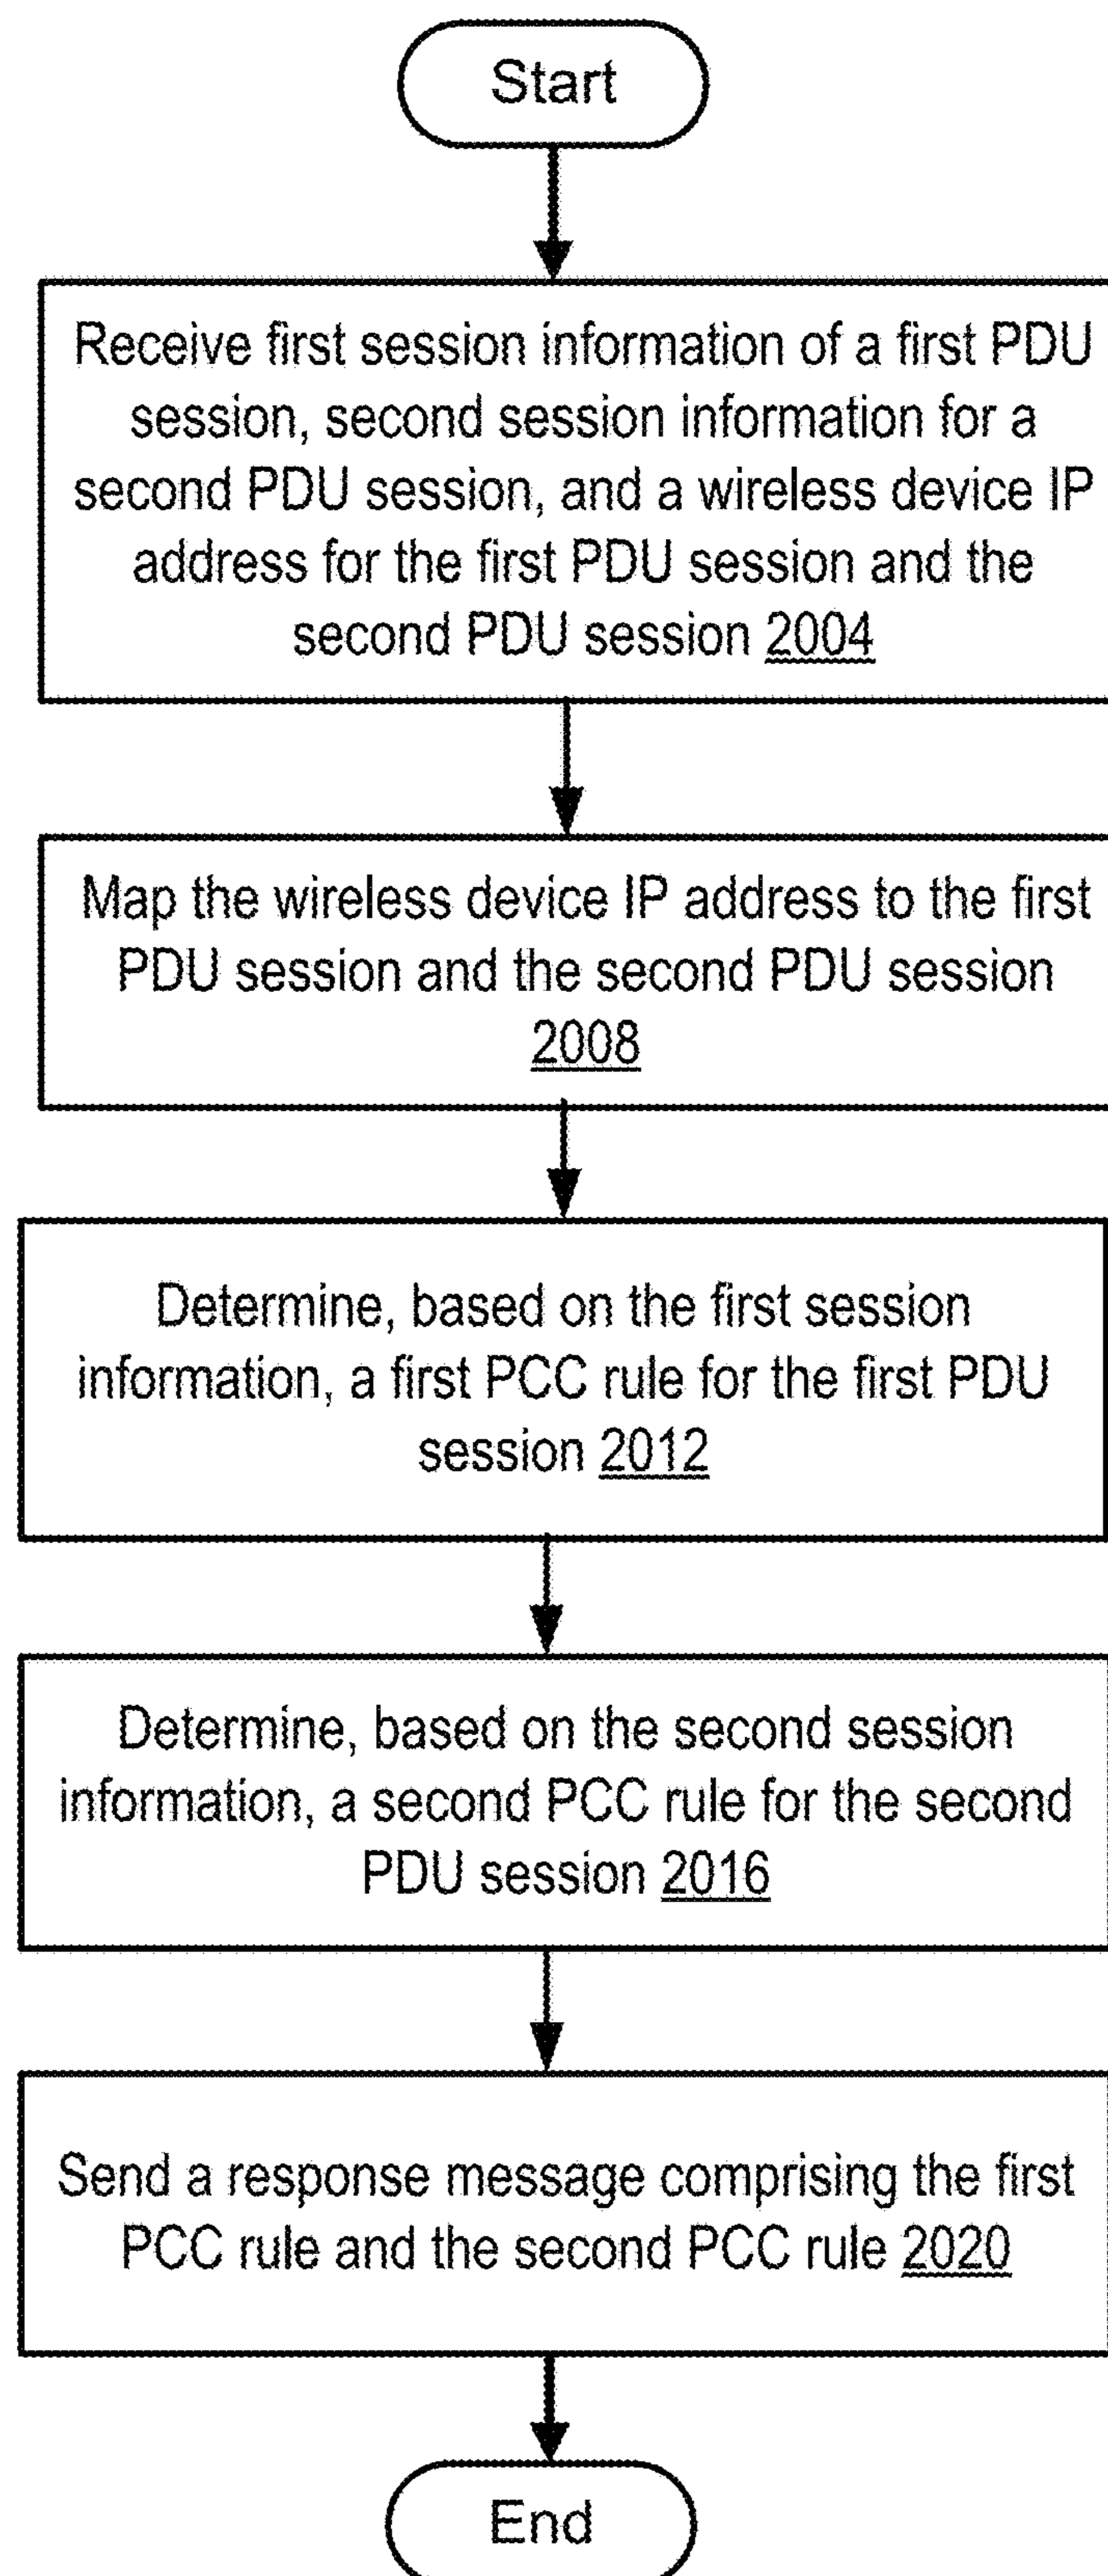 Start
Receive first session information of a first PDU
session, second session information for a
second PDU session, and a wireless device IP
address for the first PDU session and the
second PDU session 2004
Map the wireless device IP address to the first
PDU session and the second PDU session
2008
Determine, based on the first session
information, a first PCC rule for the first PDU
session 2012
Determine, based on the second session
information, a second PCC rule for the second
PDU session 2016
Send a response message comprising the first
PCC rule and the second PCC rule 2020
End